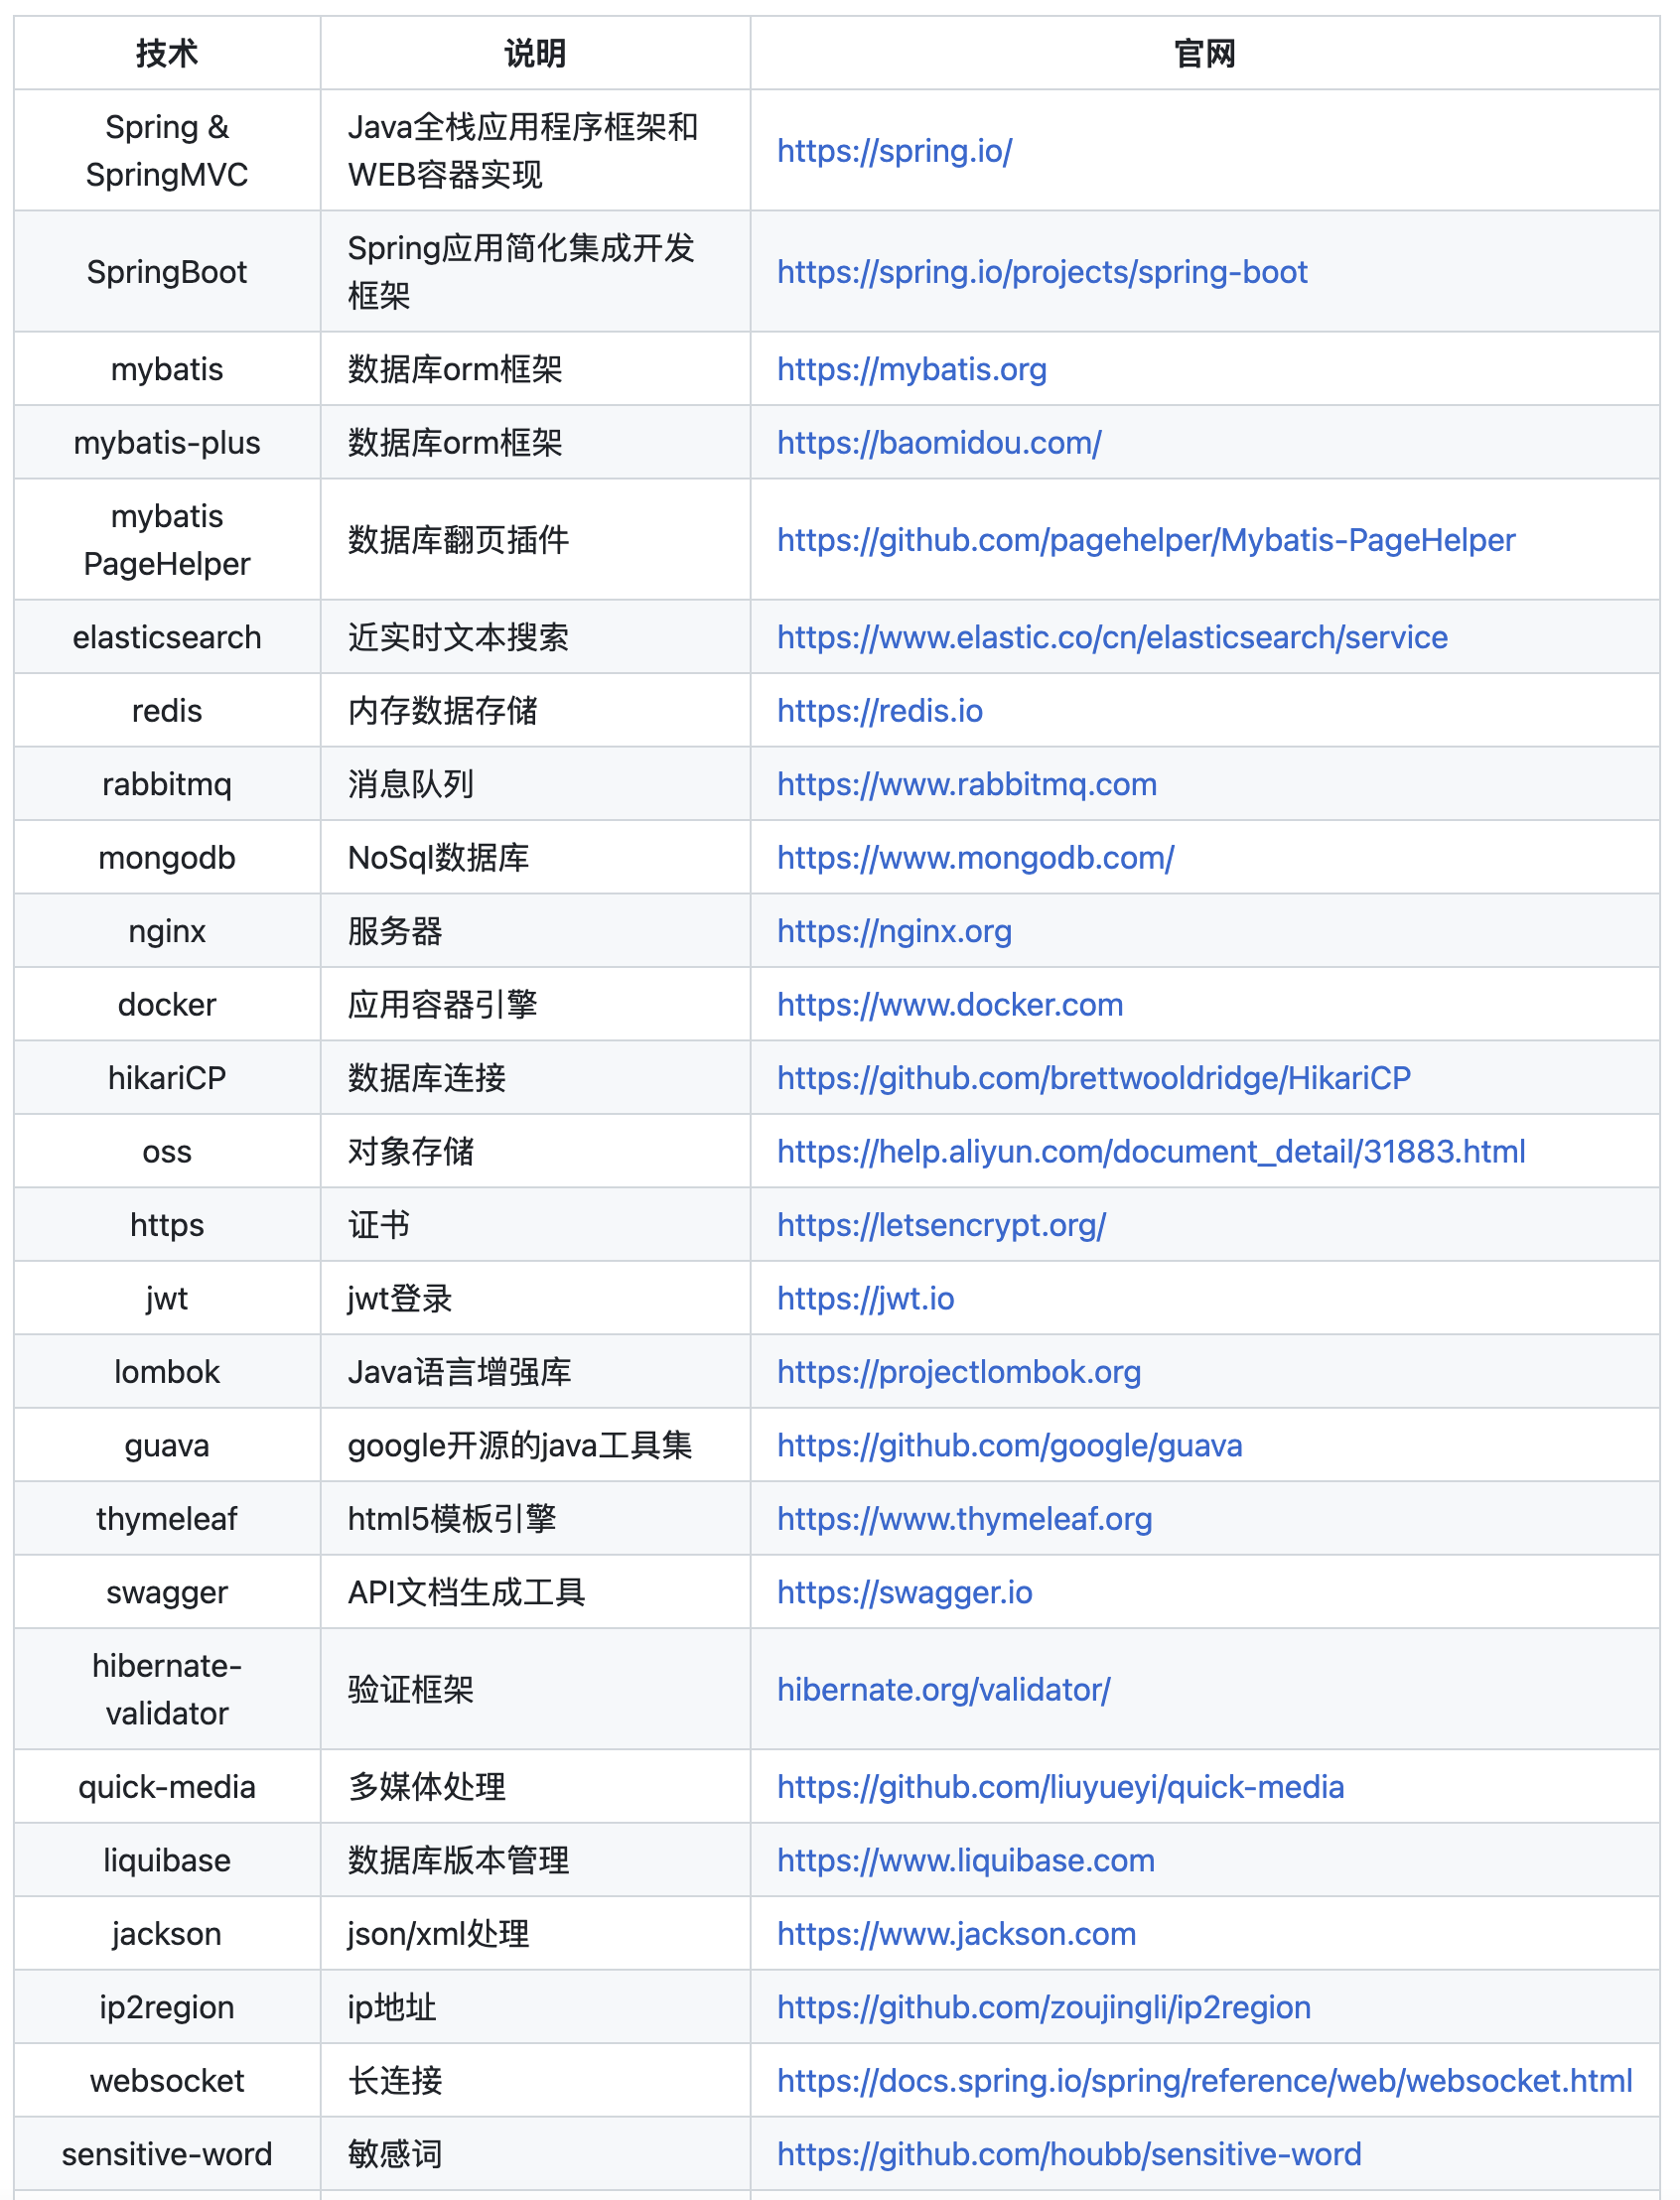 技术 说明 官网
Spring & SpringMVC Java全栈应用程序框架和WEB容器实现 https://spring.io/
SpringBoot Spring应用简化集成开发框架 https://spring.io/projects/spring-boot
mybatis 数据库orm框架 https://mybatis.org
mybatis-plus 数据库orm框架 https://baomidou.com/
mybatis PageHelper 数据库翻页插件 https://github.com/pagehelper/Mybatis-PageHelper
elasticsearch 近实时文本搜索 https://www.elastic.co/cn/elasticsearch/service
redis 内存数据存储 https://redis.io
rabbitmq 消息队列 https://www.rabbitmq.com
mongodb NoSql数据库 https://www.mongodb.com/
nginx 服务器 https://nginx.org
docker 应用容器引擎 https://www.docker.com
hikariCP 数据库连接 https://github.com/brettwooldridge/HikariCP
oss 对象存储 https://help.aliyun.com/document_detail/31883.html
https 证书 https://letsencrypt.org/
jwt jwt登录 https://jwt.io
lombok Java语言增强库 https://projectlombok.org
guava google开源的java工具集 https://github.com/google/guava
thymeleaf html5模板引擎 https://www.thymeleaf.org
swagger API文档生成工具 https://swagger.io
hibernate-validator 验证框架 hibernate.org/validator/
quick-media 多媒体处理 https://github.com/liuyueyi/quick-media
liquibase 数据库版本管理 https://www.liquibase.com
jackson json/xml处理 https://www.jackson.com
ip2region ip地址 https://github.com/zoujingli/ip2region
websocket 长连接 https://docs.spring.io/spring/reference/web/websocket.html
sensitive-word 敏感词 https://github.com/houbb/sensitive-word